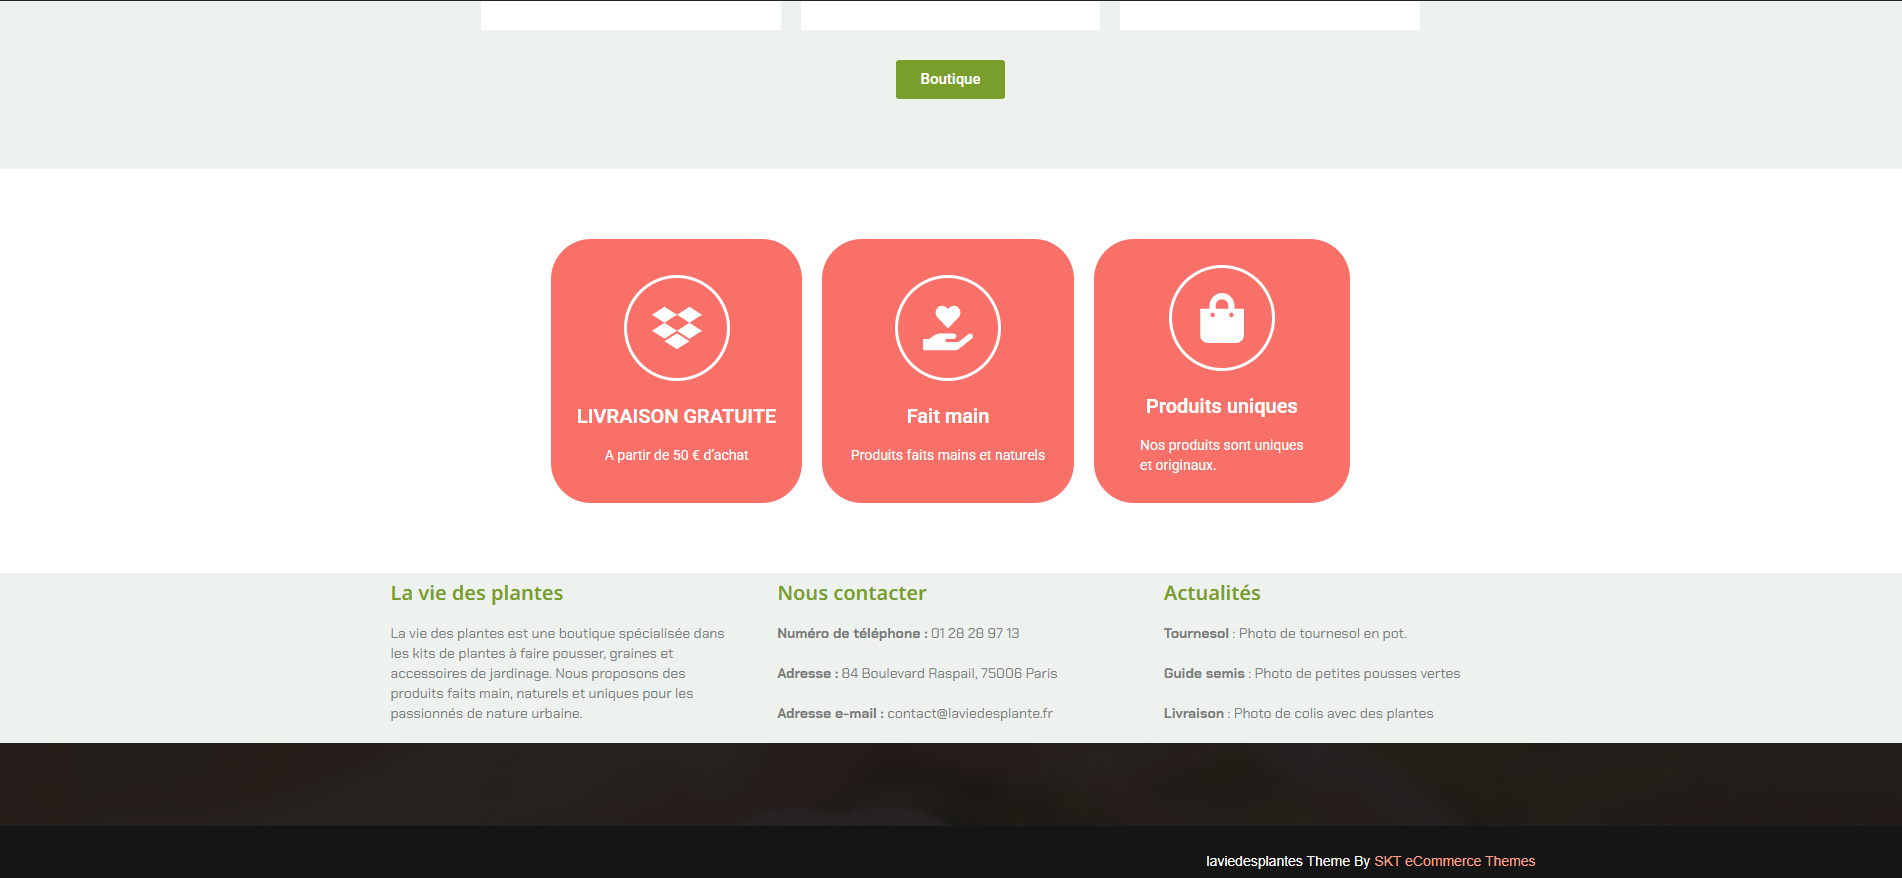 Boutique
LIVRAISON GRATUITE
A partir de 50 € d’achat
Fait main
Produits faits mains et naturels
Produits uniques
Nos produits sont uniques
et originaux.
La vie des plantes
La vie des plantes est une boutique spécialisée dans
les kits de plantes à faire pousser, graines et
accessoires de jardinage. Nous proposons des
produits faits main, naturels et uniques pour les
passionnés de nature urbaine.
Nous contacter
Numéro de téléphone : 01 28 28 97 13
Adresse : 84 Boulevard Raspail, 75006 Paris
Adresse e-mail : contact@laviedesplante.fr
Actualités
Tournesol : Photo de tournesol en pot.
Guide semis : Photo de petites pousses vertes
Livraison : Photo de colis avec des plantes
laviedesplantes Theme By SKT eCommerce Themes